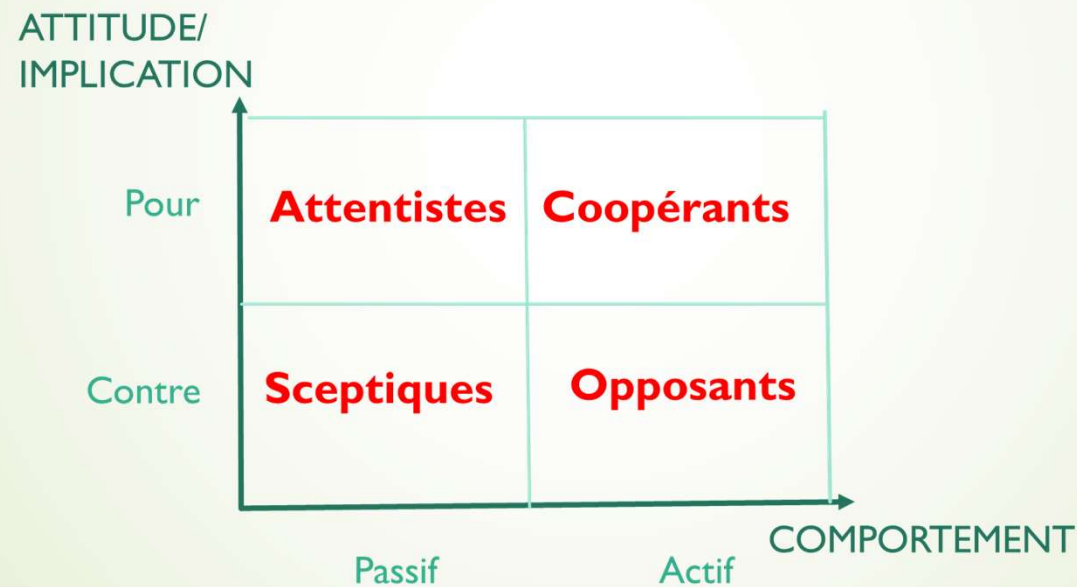 ATTITUDE/
IMPLICATION
Pour
Attentistes
Coopérants
Contre
Sceptiques
Opposants
COMPORTEMENT
Passif
Actif